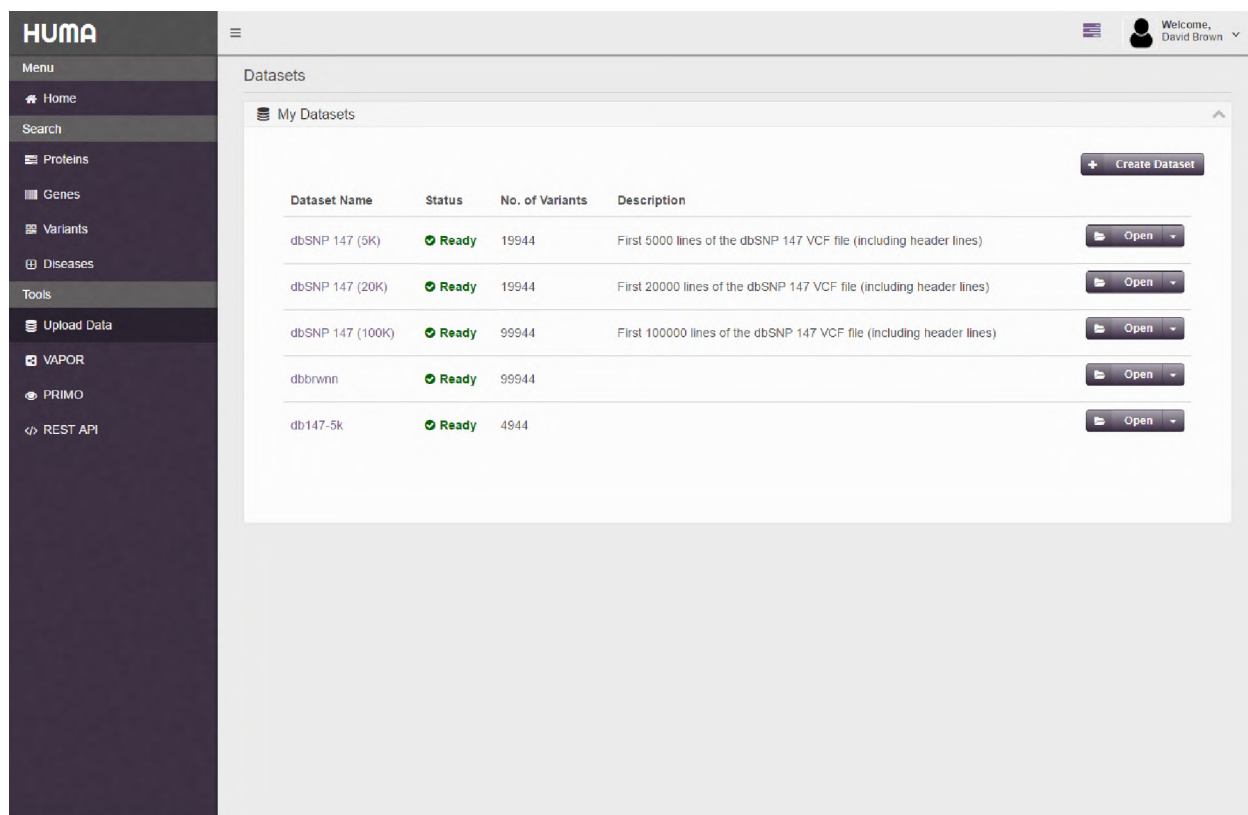 HUMA
Welcome,
David Brown
Menu
Home
Search
Proteins
Genes
Variants
Diseases
Tools
Upload Data
VAPOR
PRIMO
REST API
Datasets
My Datasets
Create Dataset
Dataset Name Status No. of Variants Description
dbSNP 147 (5K) Ready 19944 First 5000 lines of the dbSNP 147 VCF file (including header lines) Open
dbSNP 147 (20K) Ready 19944 First 20000 lines of the dbSNP 147 VCF file (including header lines) Open
dbSNP 147 (100K) Ready 99944 First 100000 lines of the dbSNP 147 VCF file (including header lines) Open
dbbrwnn Ready 99944 Open
db147-5k Ready 4944 Open